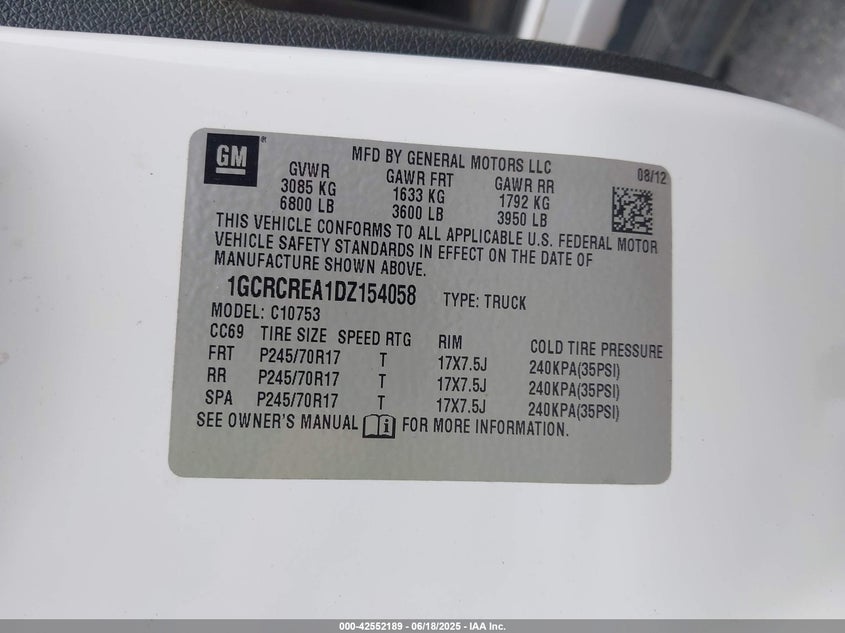 GM
MFD BY GENERAL MOTORS LLC
08/12
GVWR GAWR FRT GAWR RR
3085 KG 1633 KG 1792 KG
6800 LB 3600 LB 3950 LB
THIS VEHICLE CONFORMS TO ALL APPLICABLE U.S. FEDERAL MOTOR
VEHICLE SAFETY STANDARDS IN EFFECT ON THE DATE OF
MANUFACTURE SHOWN ABOVE.
1GCRCREA1DZ154058 TYPE: TRUCK
MODEL: C10753
CC69 TIRE SIZE SPEED RTG RIM COLD TIRE PRESSURE
FRT P245/70R17 T 17X7.5J 240KPA(35PSI)
RR P245/70R17 T 17X7.5J 240KPA(35PSI)
SPA P245/70R17 T 17X7.5J 240KPA(35PSI)
SEE OWNER'S MANUAL i FOR MORE INFORMATION.
000-42552189 - 06/18/2025 - IAA Inc.